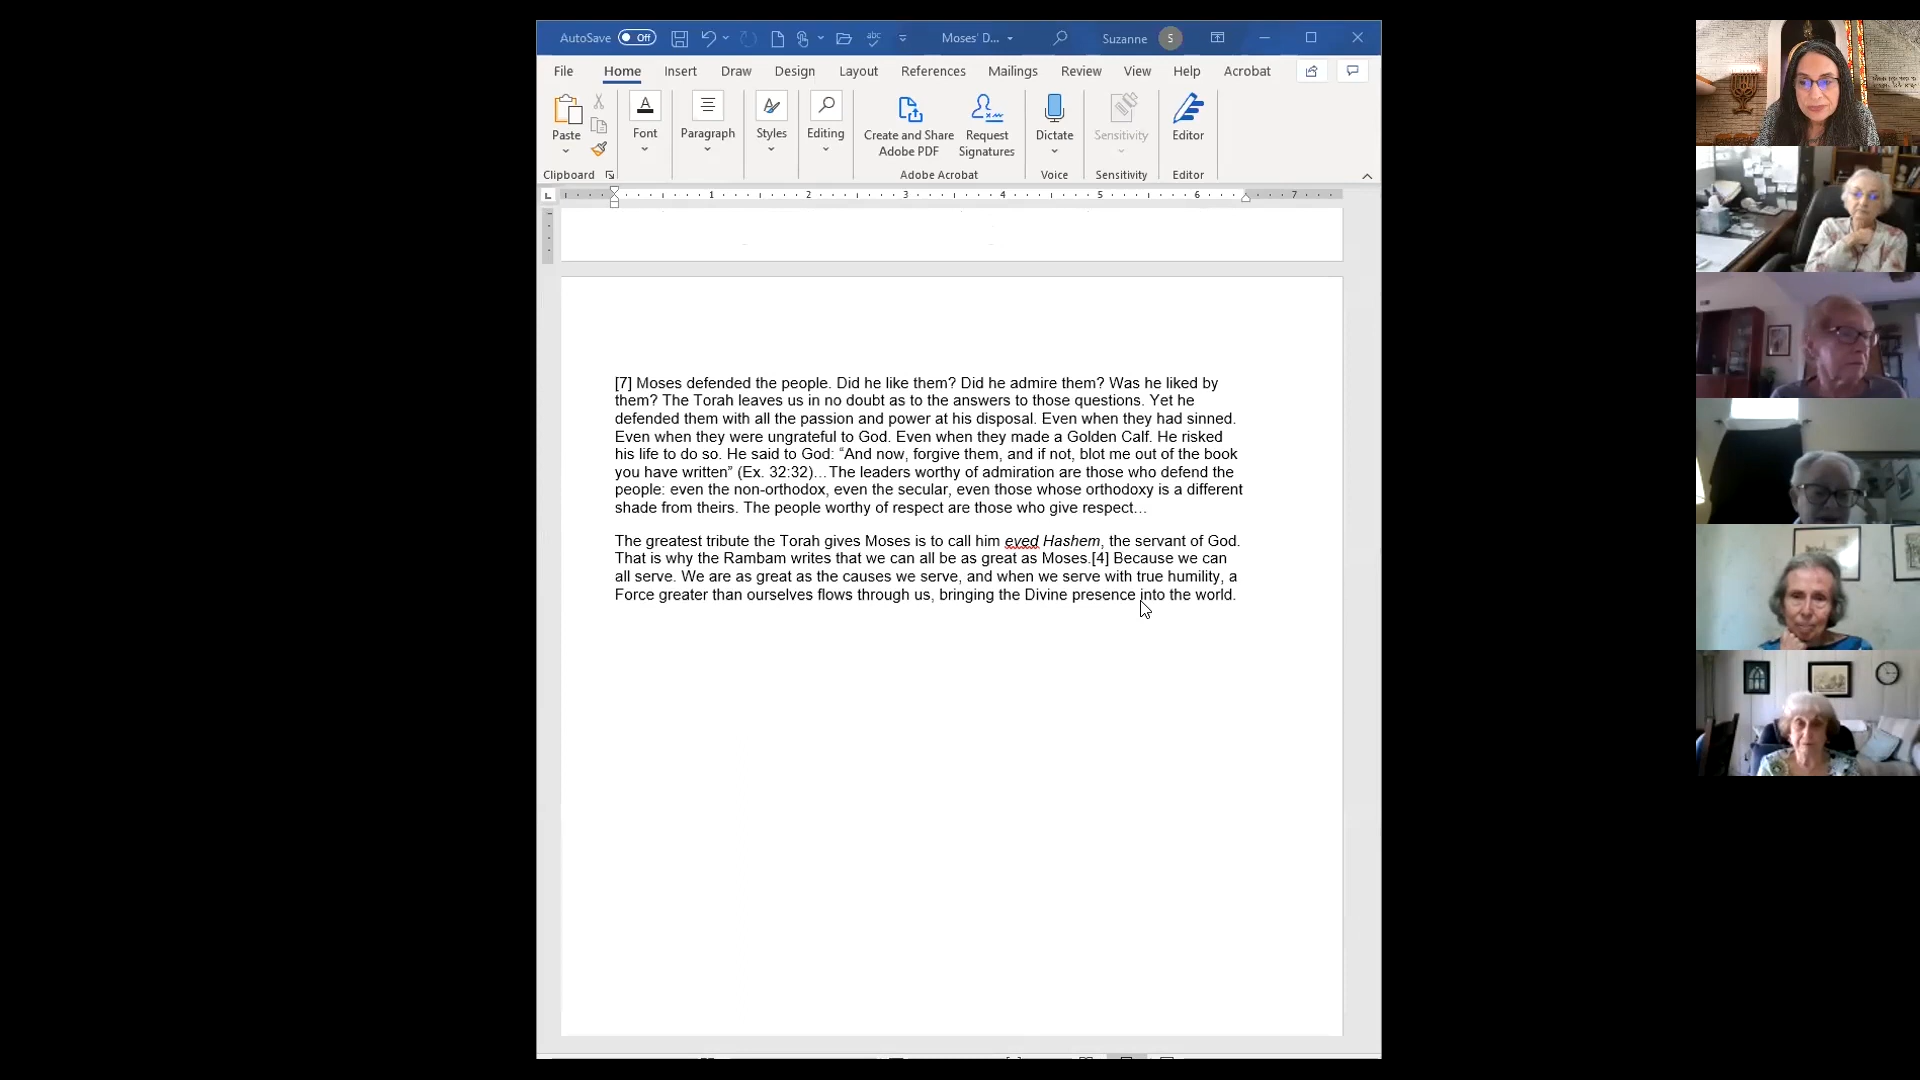 AutoSave Off Moses' D... Suzanne S
File Home Insert Draw Design Layout References Mailings Review View Help Acrobat
Paste Font Paragraph Styles Editing Create and Share Adobe PDF Request Signatures Dictate Sensitivity Editor
Clipboard Adobe Acrobat Voice Sensitivity Editor
1 2 3 4 5 6 7
[7] Moses defended the people. Did he like them? Did he admire them? Was he liked by
them? The Torah leaves us in no doubt as to the answers to those questions. Yet he
defended them with all the passion and power at his disposal. Even when they had sinned.
Even when they were ungrateful to God. Even when they made a Golden Calf. He risked
his life to do so. He said to God: “And now, forgive them, and if not, blot me out of the book
you have written” (Ex. 32:32)…The leaders worthy of admiration are those who defend the
people: even the non-orthodox, even the secular, even those whose orthodoxy is a different
shade from theirs. The people worthy of respect are those who give respect…
The greatest tribute the Torah gives Moses is to call him eved Hashem, the servant of God.
That is why the Rambam writes that we can all be as great as Moses.[4] Because we can
all serve. We are as great as the causes we serve, and when we serve with true humility, a
Force greater than ourselves flows through us, bringing the Divine presence into the world.